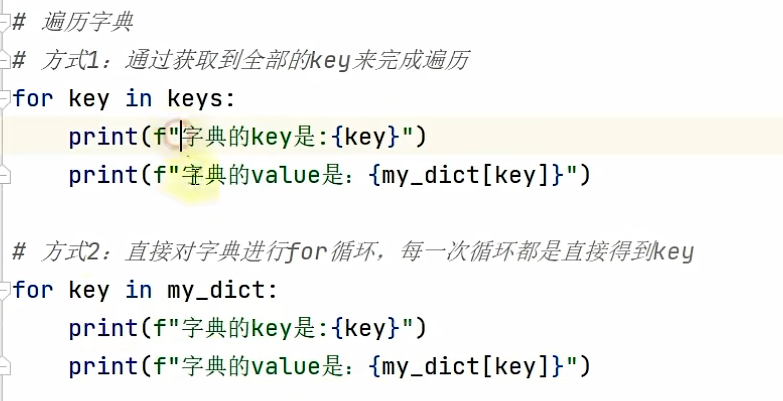 # 遍历字典
# 方式1：通过获取到全部的key来完成遍历
for key in keys:
    print(f"字典的key是:{key}")
    print(f"字典的value是：{my_dict[key]}")
# 方式2：直接对字典进行for循环，每一次循环都是直接得到key
for key in my_dict:
    print(f"字典的key是:{key}")
    print(f"字典的value是：{my_dict[key]}")